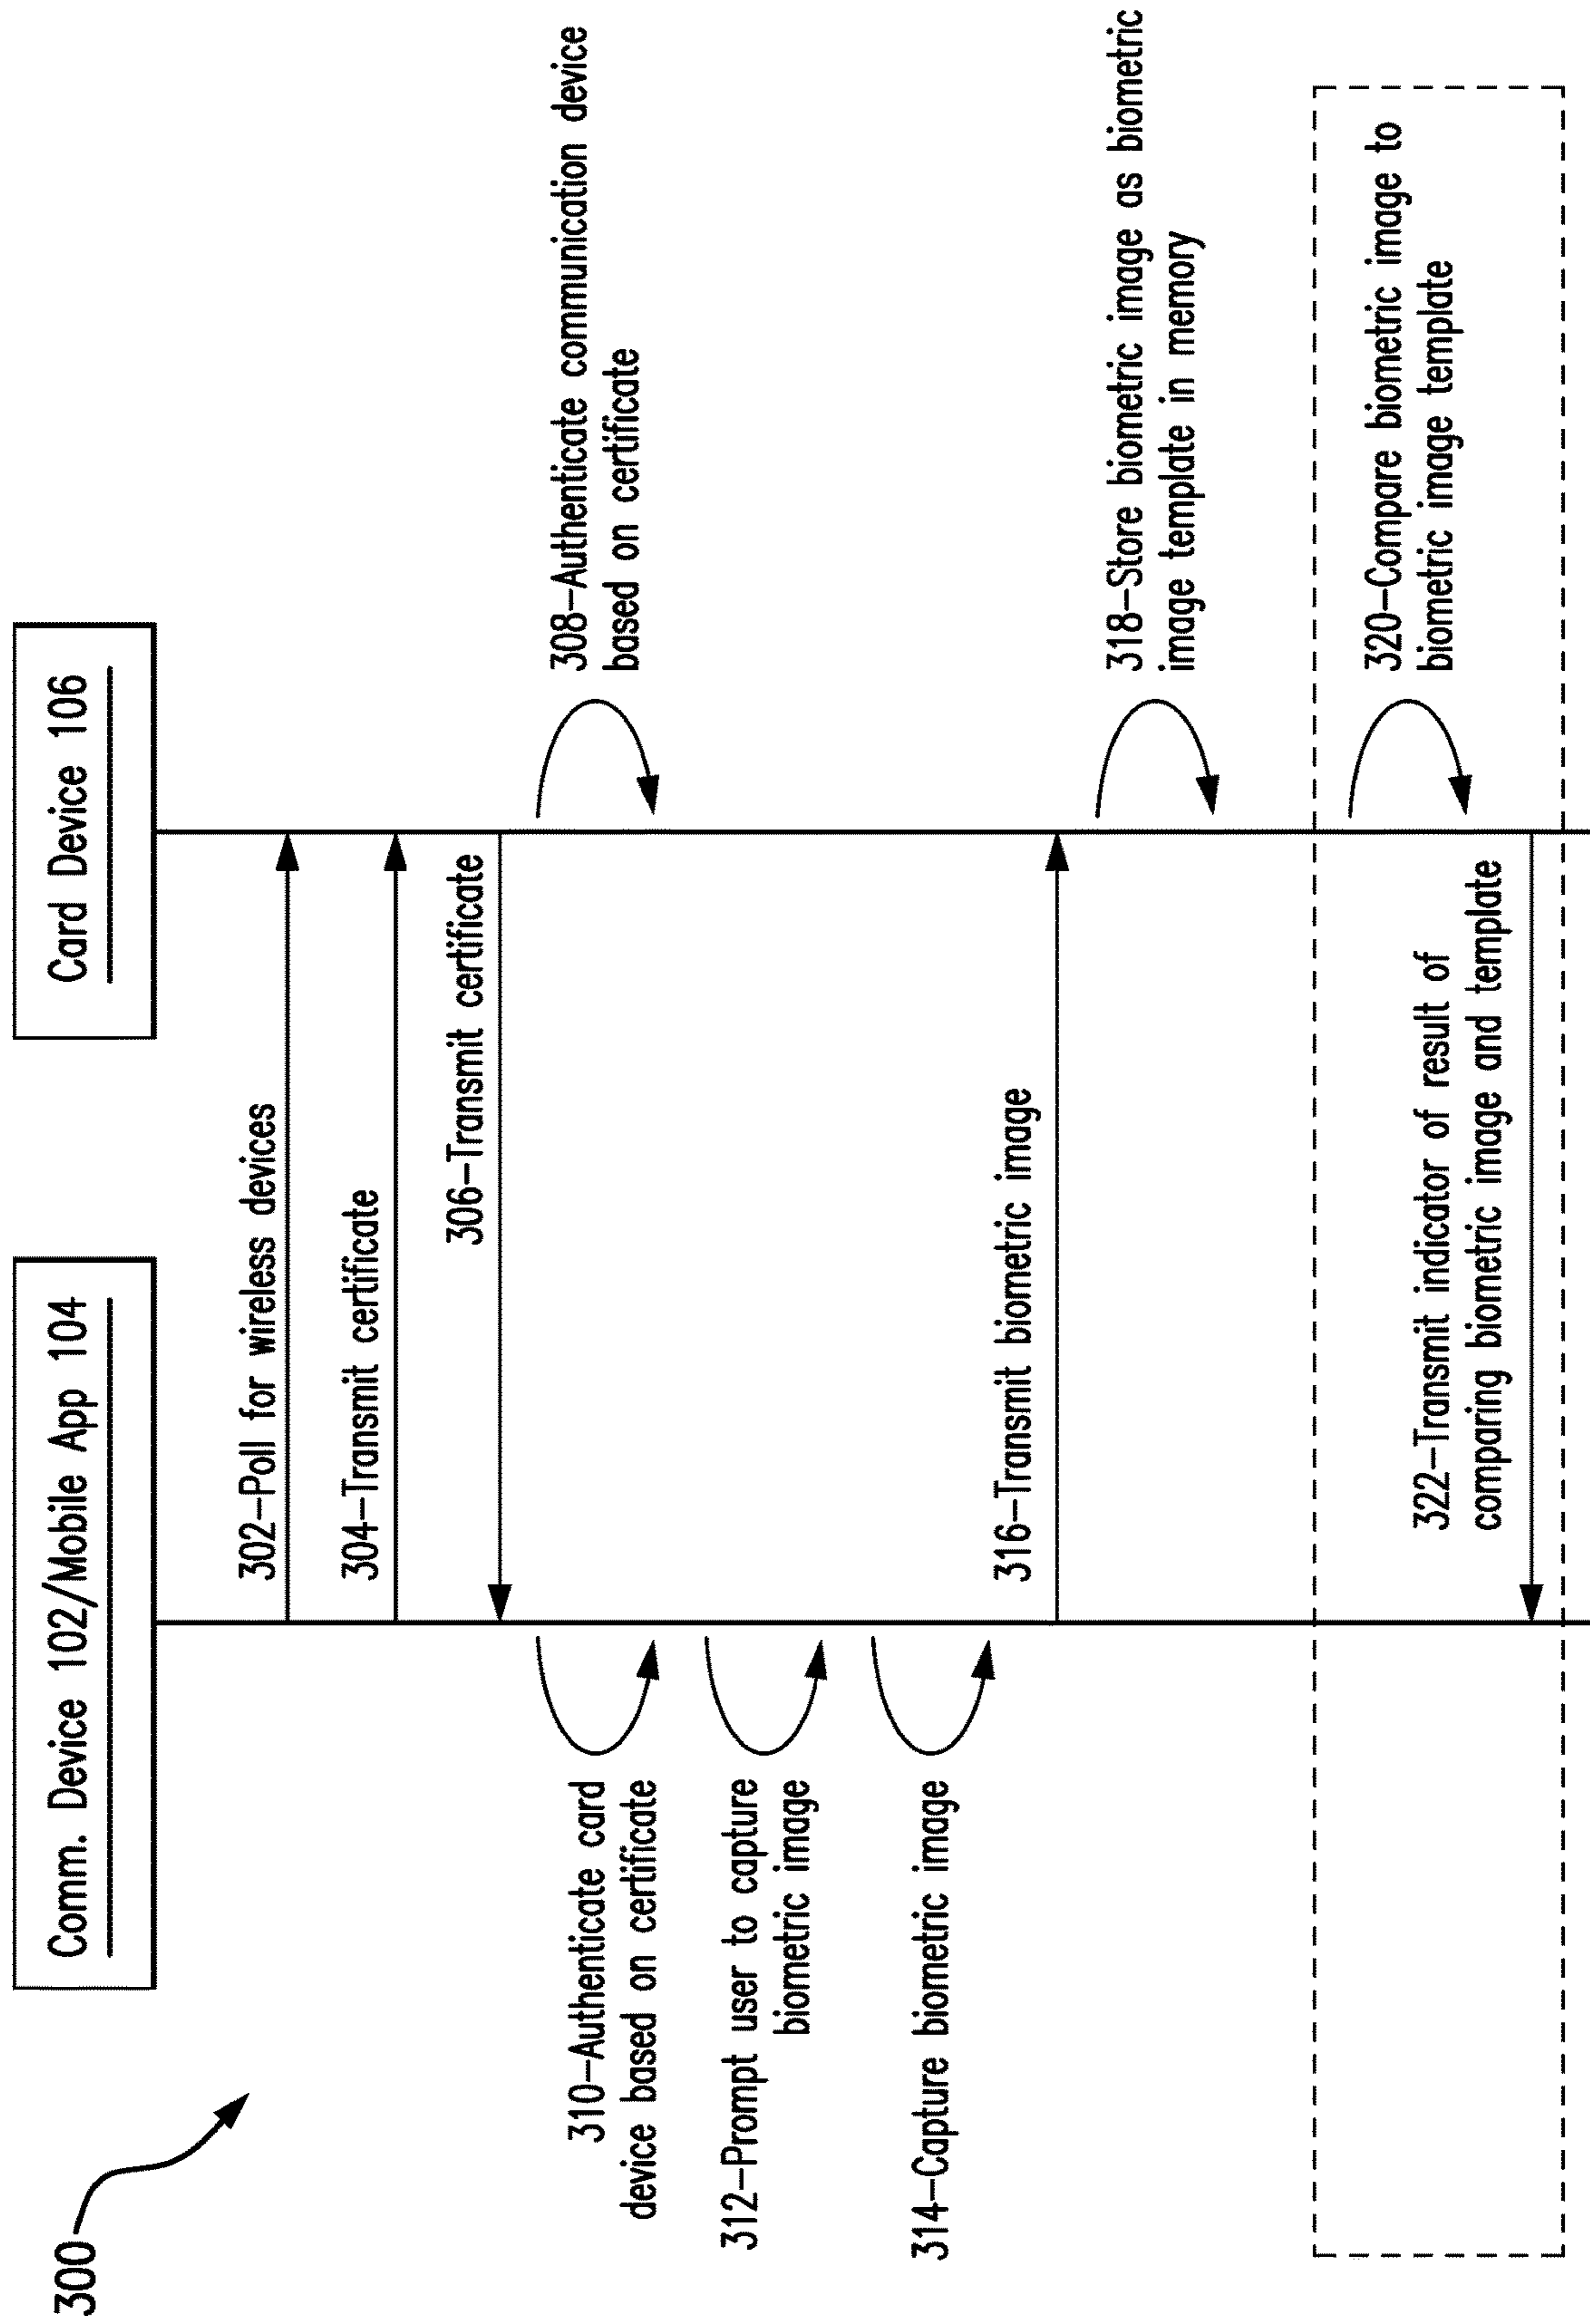 300
Comm. Device 102/Mobile App 104
Card Device 106
302–Poll for wireless devices
304–Transmit certificate
306–Transmit certificate
308–Authenticate communication device
based on certificate
310–Authenticate card
device based on certificate
312–Prompt user to capture
biometric image
314–Capture biometric image
316–Transmit biometric image
318–Store biometric image as biometric
image template in memory
320–Compare biometric image to
biometric image template
322–Transmit indicator of result of
comparing biometric image and template